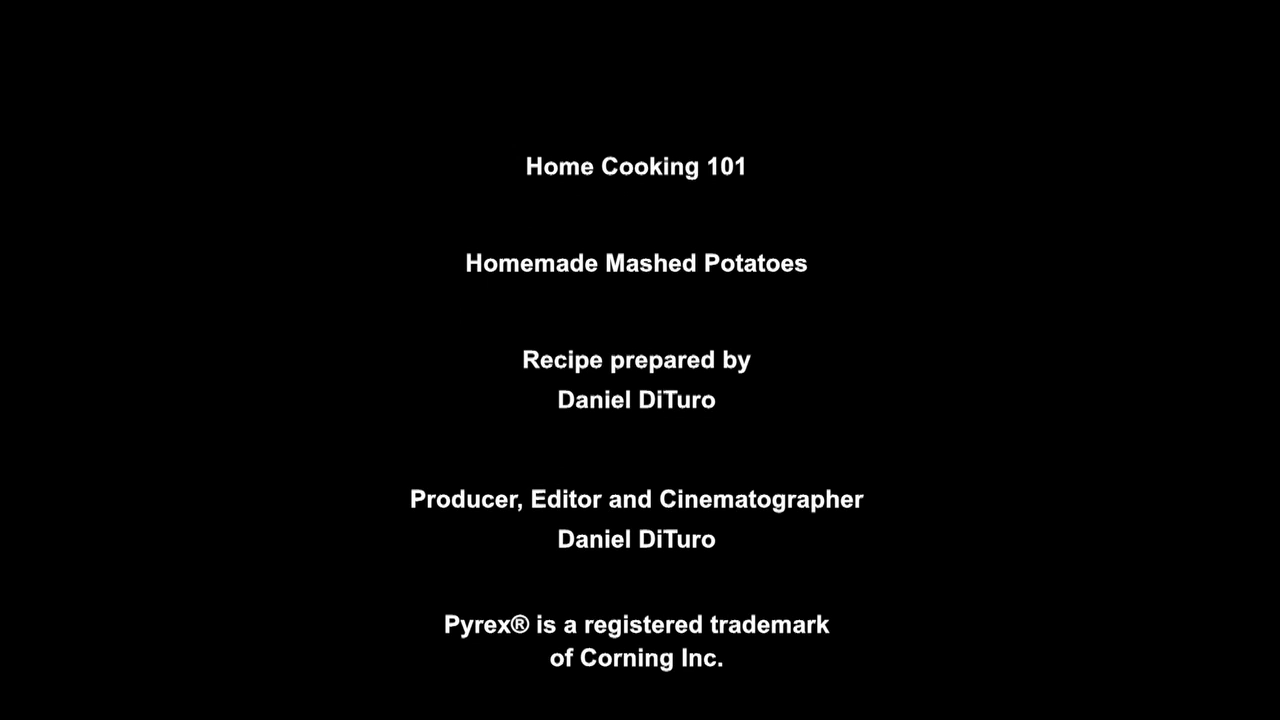 Home Cooking 101
Homemade Mashed Potatoes
Recipe prepared by
Daniel DiTuro
Producer, Editor and Cinematographer
Daniel DiTuro
Pyrex® is a registered trademark
of Corning Inc.